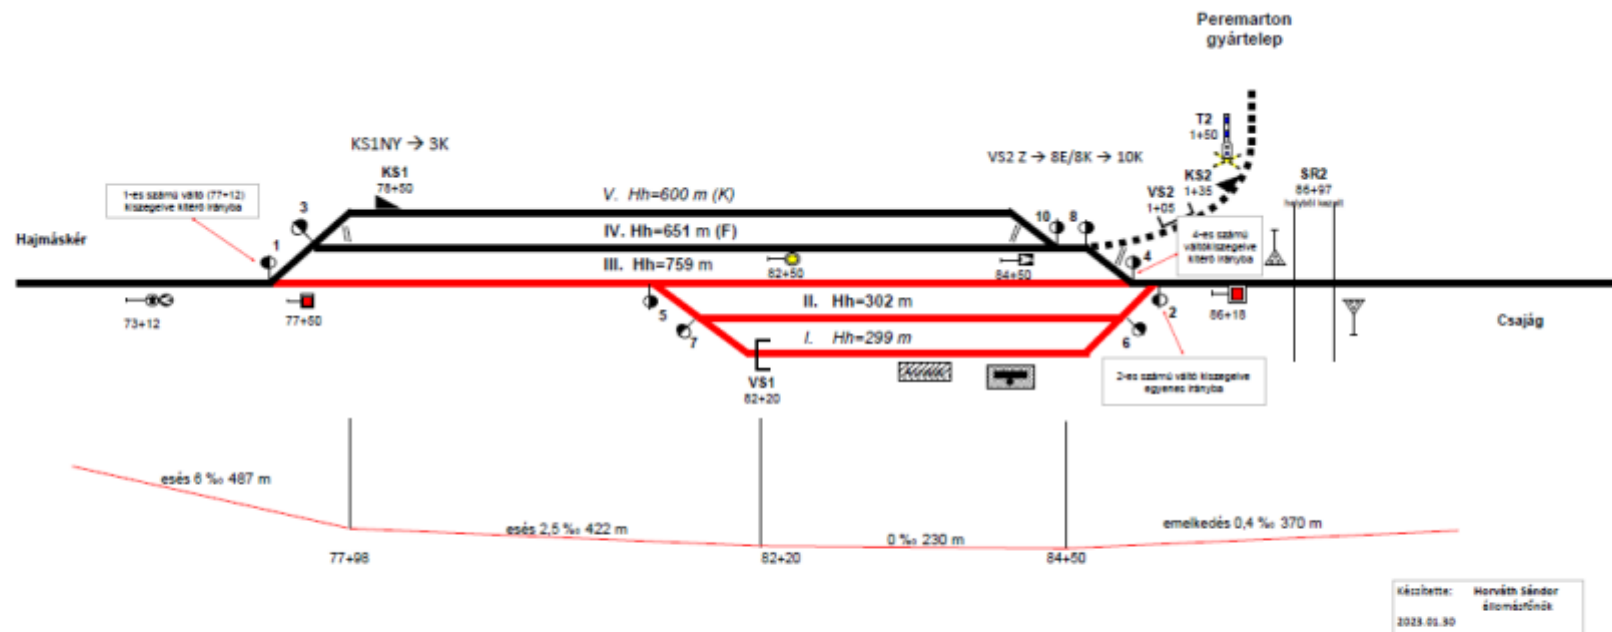 Peremarton
gyártelep
T2
1+50
KS1NY → 3K
VS2 Z → 8E/8K → 10K
KS1
78+50
KS2
1+35
SR2
86+97
VS2
1+05
1-es számú váltó (77+12)
kiszegelve kitérő irányba
V. Hh=600 m (K)
3
10
8
IV. Hh=651 m (F)
4-es számú
váltókiszegelve
kitérő irányba
Hajmáskér
1
4
III. Hh=759 m
82+50
84+50
73+12
77+50
5
II. Hh=302 m
2
86+18
Csajág
7
I. Hh=299 m
6
VS1
82+20
2-es számú váltó kiszegelve
egyenes irányba
esés 6 ‰ 487 m
esés 2,5 ‰ 422 m
0 ‰ 230 m
emelkedés 0,4 ‰ 370 m
77+98
82+20
84+50
Készítette: Horváth Sándor
állomásfőnök
2023.01.30